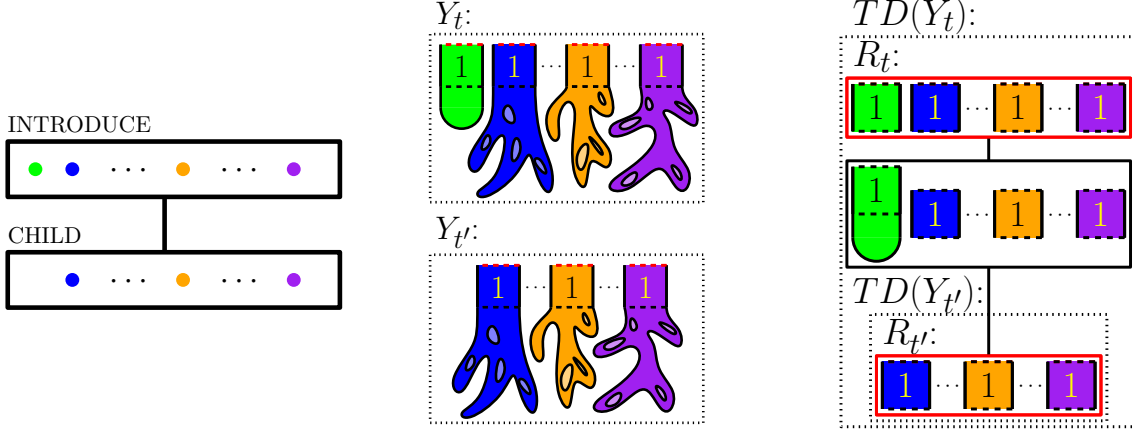 INTRODUCE
· · ·
· · ·
CHILD
· · ·
· · ·
Y_t:
1 1 ··· 1 ··· 1
Y_{t'}:
1 ··· 1 ··· 1
TD(Y_t):
R_t:
1 1 ··· 1 ··· 1
1 1 ··· 1 ··· 1
TD(Y_{t'}):
R_{t'}:
1 ··· 1 ··· 1